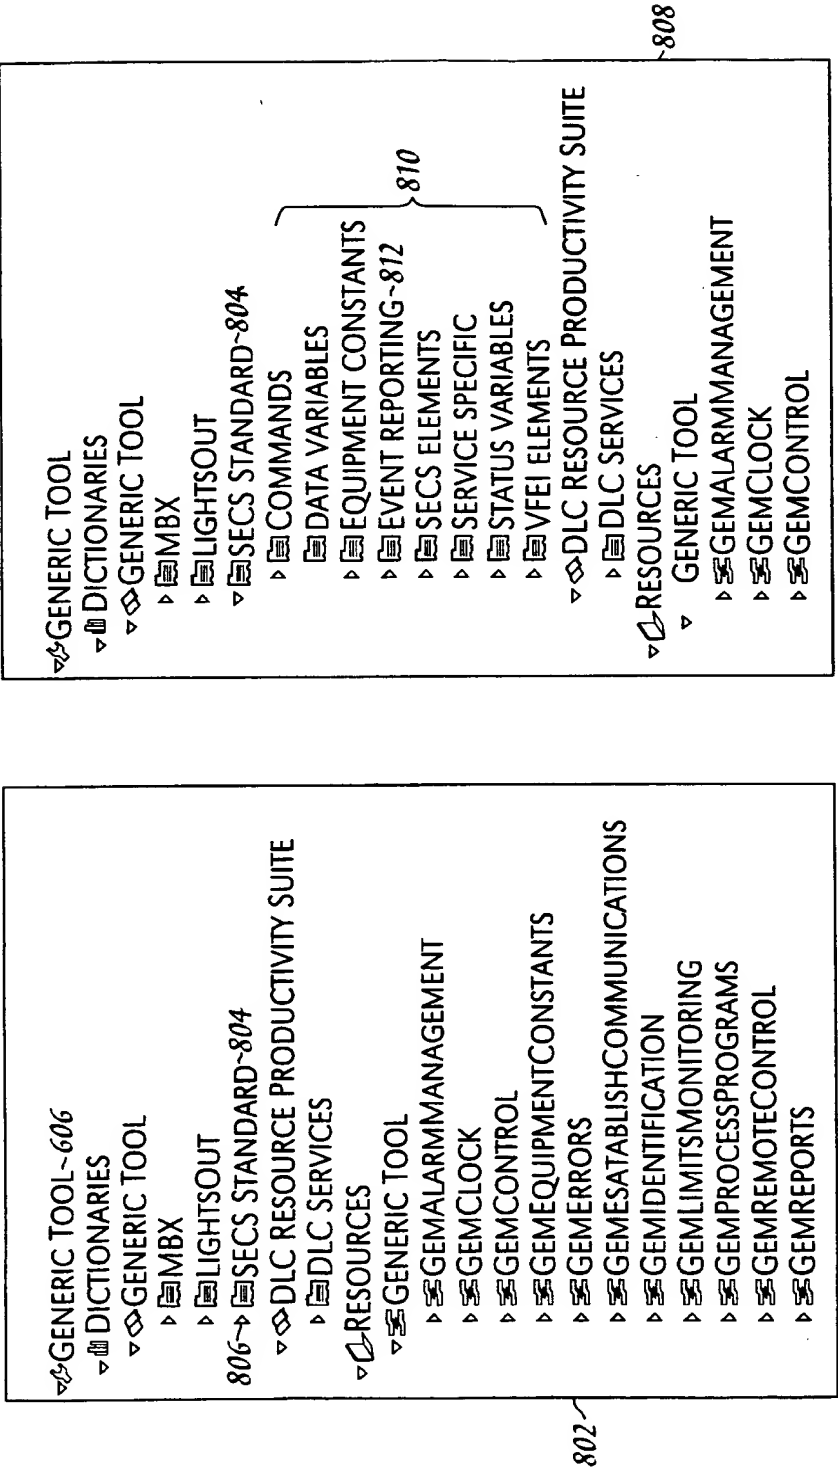 GENERIC TOOL~606
DICTIONARIES
GENERIC TOOL
MBX
LIGHTSOUT
806 SECS STANDARD~804
DLC RESOURCE PRODUCTIVITY SUITE
DLC SERVICES
RESOURCES
GENERIC TOOL
GEMALARMMANAGEMENT
GEMCLOCK
GEMCONTROL
GEMEQUIPMENTCONSTANTS
GEMERRORS
GEMESATABLISHCOMMUNICATIONS
GEMIDENTIFICATION
GEMLIMITSMONITORING
GEMPROCESSPROGRAMS
GEMREMOTECONTROL
GEMREPORTS
802
GENERIC TOOL
DICTIONARIES
GENERIC TOOL
MBX
LIGHTSOUT
SECS STANDARD~804
COMMANDS
DATA VARIABLES
EQUIPMENT CONSTANTS
EVENT REPORTING~812
SECS ELEMENTS
SERVICE SPECIFIC
STATUS VARIABLES
VFEI ELEMENTS
810
DLC RESOURCE PRODUCTIVITY SUITE
DLC SERVICES
RESOURCES
GENERIC TOOL
GEMALARMMANAGEMENT
GEMCLOCK
GEMCONTROL
808